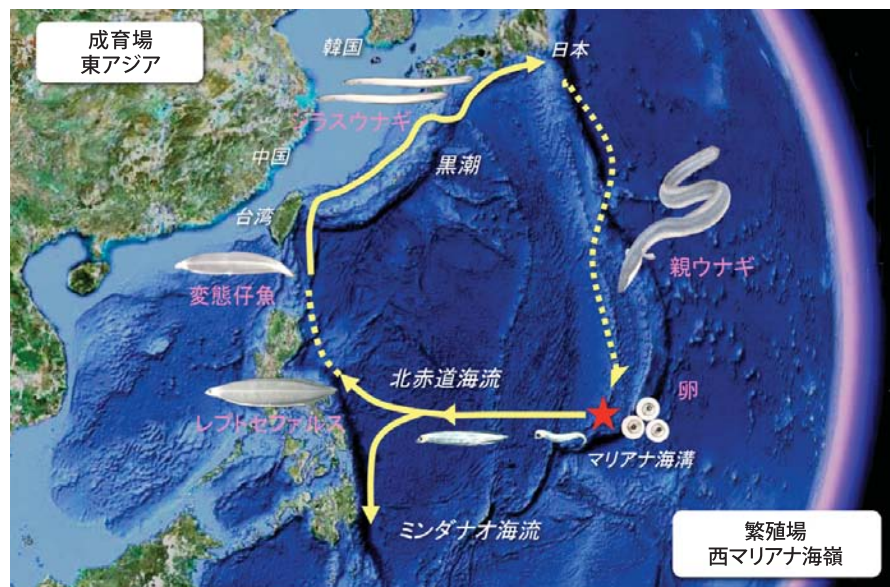 成育場
東アジア
韓国
日本
シラスウナギ
中国
黒潮
台湾
親ウナギ
変態仔魚
北赤道海流
卵
レプトセファルス
マリアナ海溝
ミンダナオ海流
繁殖場
西マリアナ海嶺